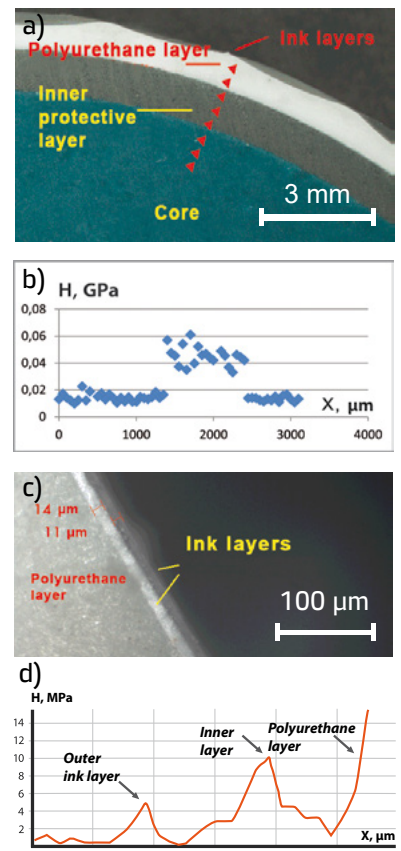 a)
Ink layers
Polyurethane layer
Inner
protective
layer
Core
3 mm
b)
H, GPa
0,08
0,06
0,04
0,02
0
X, μm
0 1000 2000 3000 4000
c)
14 μm
11 μm
Ink layers
Polyurethane
layer
100 μm
d)
H, MPa
14
12
10
8
6
4
2
Outer
ink layer
Inner
layer
Polyurethane
layer
X, μm